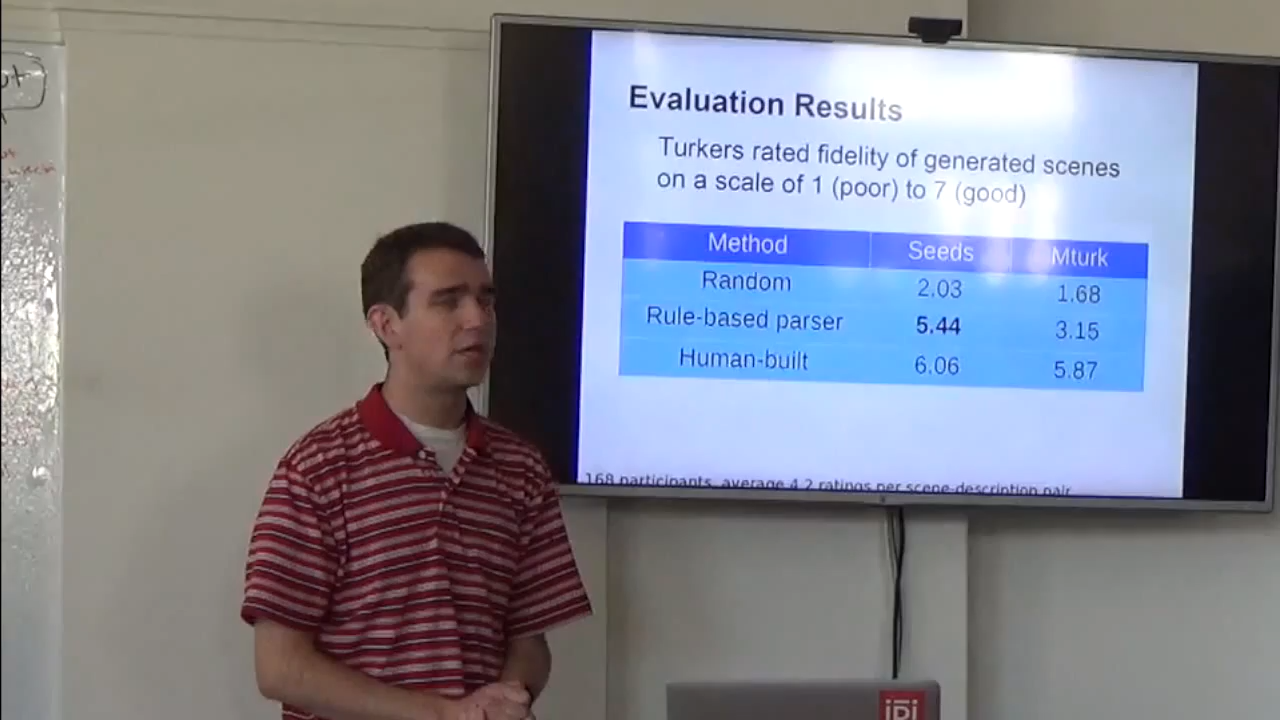 Evaluation Results
Turkers rated fidelity of generated scenes
on a scale of 1 (poor) to 7 (good)
Method Seeds Mturk
Random 2.03 1.68
Rule-based parser 5.44 3.15
Human-built 6.06 5.87
168 participants, average 4.2 ratings per scene-description pair
iPi